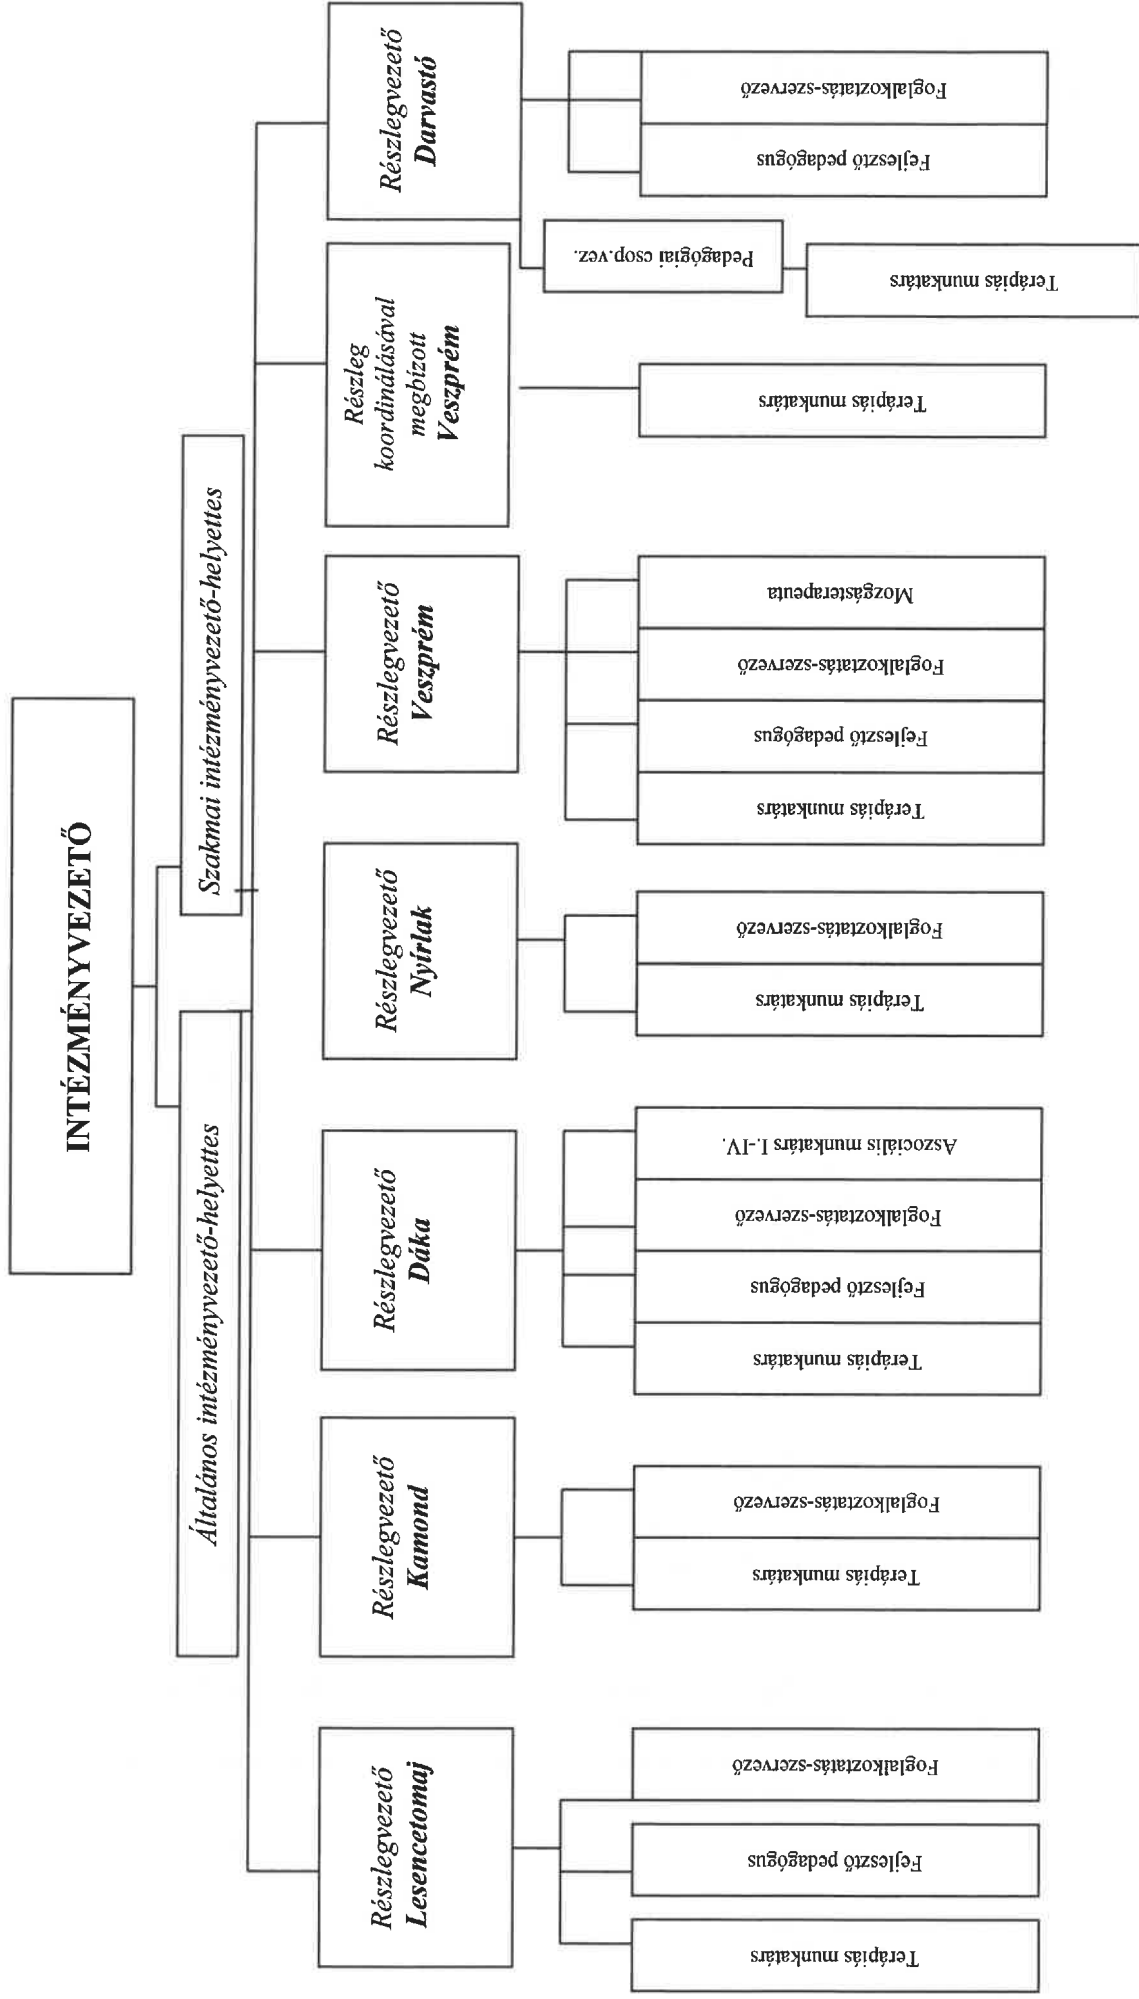 INTÉZMÉNYVEZETŐ
Általános intézményvezető-helyettes
Szakmai intézményvezető-helyettes
Részlegvezető
Lesencetomaj
Részlegvezető
Kamond
Részlegvezető
Dáka
Részlegvezető
Nyírlak
Részlegvezető
Veszprém
Részleg
koordinálásával
megbízott
Veszprém
Részlegvezető
Darvastó
Terápiás munkatárs
Fejlesztő pedagógus
Foglalkoztatás-szervező
Terápiás munkatárs
Foglalkoztatás-szervező
Terápiás munkatárs
Fejlesztő pedagógus
Foglalkoztatás-szervező
Aszociális munkatárs I.-IV.
Terápiás munkatárs
Foglalkoztatás-szervező
Terápiás munkatárs
Fejlesztő pedagógus
Foglalkoztatás-szervező
Mozgásterapeuta
Terápiás munkatárs
Pedagógiai csop.vez.
Terápiás munkatárs
Fejlesztő pedagógus
Foglalkoztatás-szervező